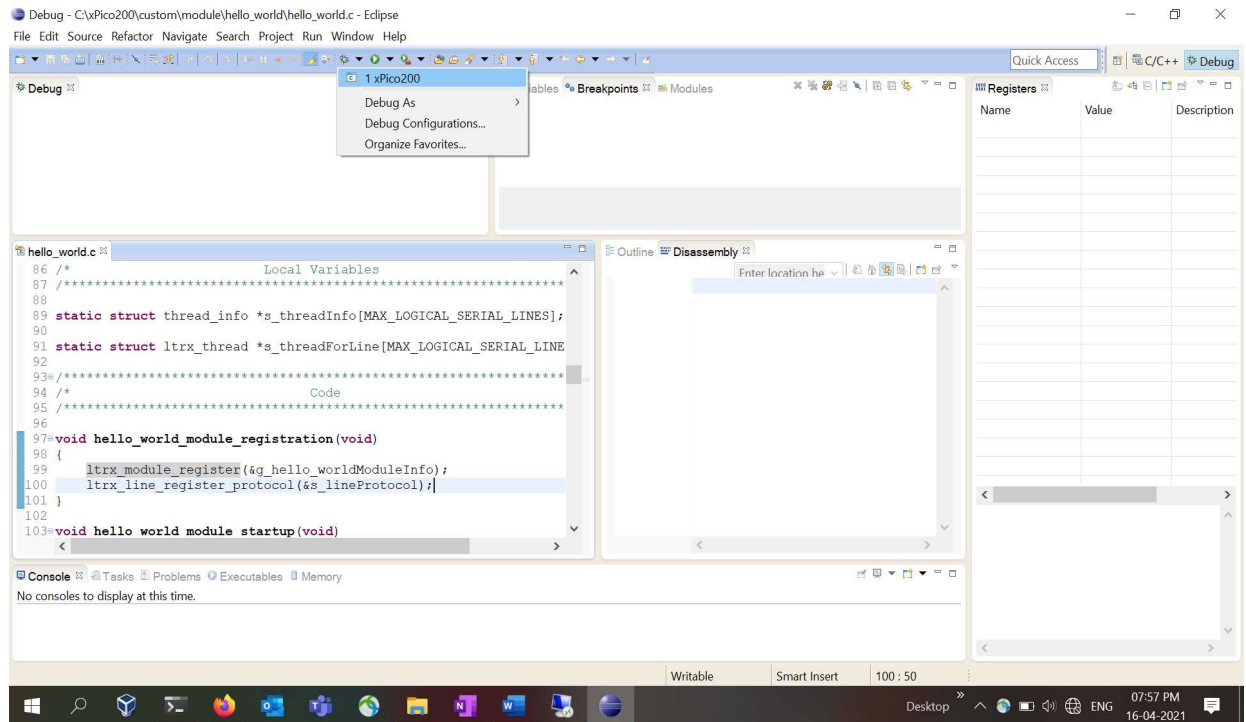 Debug - C:\xPico200\custom\module\hello_world\hello_world.c - Eclipse
File Edit Source Refactor Navigate Search Project Run Window Help
Quick Access
C/C++
Debug
1 xPico200
Debug As
Debug Configurations...
Organize Favorites...
Debug
iables
Breakpoints
Modules
Registers
Name Value Description
hello_world.c
86 /* Local Variables
87 /*****************************************************************
88
89 static struct thread_info *s_threadInfo[MAX_LOGICAL_SERIAL_LINES];
90
91 static struct ltrx_thread *s_threadForLine[MAX_LOGICAL_SERIAL_LINE
92
93 /*****************************************************************
94 /* Code
95 /*****************************************************************
96
97 void hello_world_module_registration(void)
98 {
99 ltrx_module_register(&g_hello_worldModuleInfo);
100 ltrx_line_register_protocol(&s_lineProtocol);
101 }
102
103 void hello world module startup(void)
Outline
Disassembly
Enter location he
Console
Tasks
Problems
Executables
Memory
No consoles to display at this time.
Writable
Smart Insert
100 : 50
Desktop
ENG
07:57 PM
16-04-2021